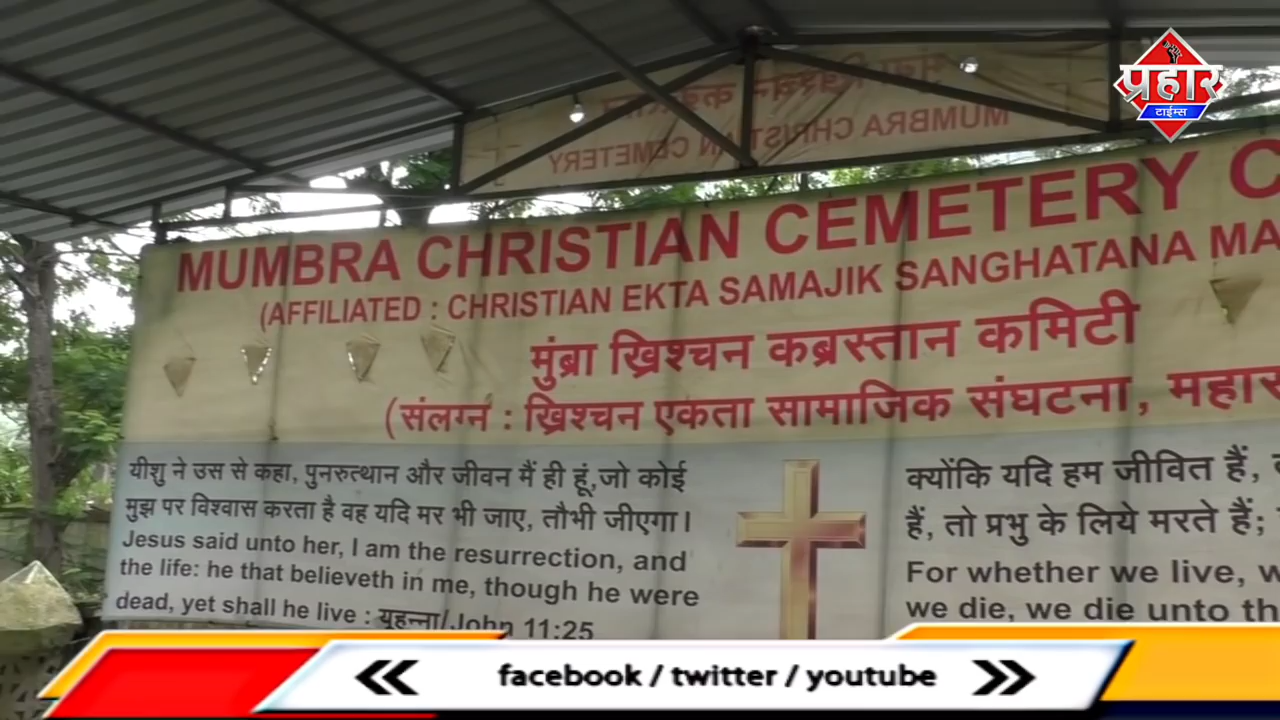 प्रहार
टाईम्स
MUMBRA CHRISTIAN CEMETERY
MUMBRA CHRISTIAN CEMETERY C
(AFFILIATED : CHRISTIAN EKTA SAMAJIK SANGHATANA MA
मुंब्रा ख्रिश्चन कब्रस्तान कमिटी
(संलग्न : ख्रिश्चन एकता सामाजिक संघटना, महारा
यीशु ने उस से कहा, पुनरुत्थान और जीवन मैं ही हूं,जो कोई
मुझ पर विश्वास करता है वह यदि मर भी जाए, तौभी जीएगा।
Jesus said unto her, I am the resurrection, and
the life: he that believeth in me, though he were
dead, yet shall he live : यूहन्ना/John 11:25
क्योंकि यदि हम जीवित हैं,
हैं, तो प्रभु के लिये मरते हैं;
For whether we live, w
we die, we die unto th
facebook / twitter / youtube